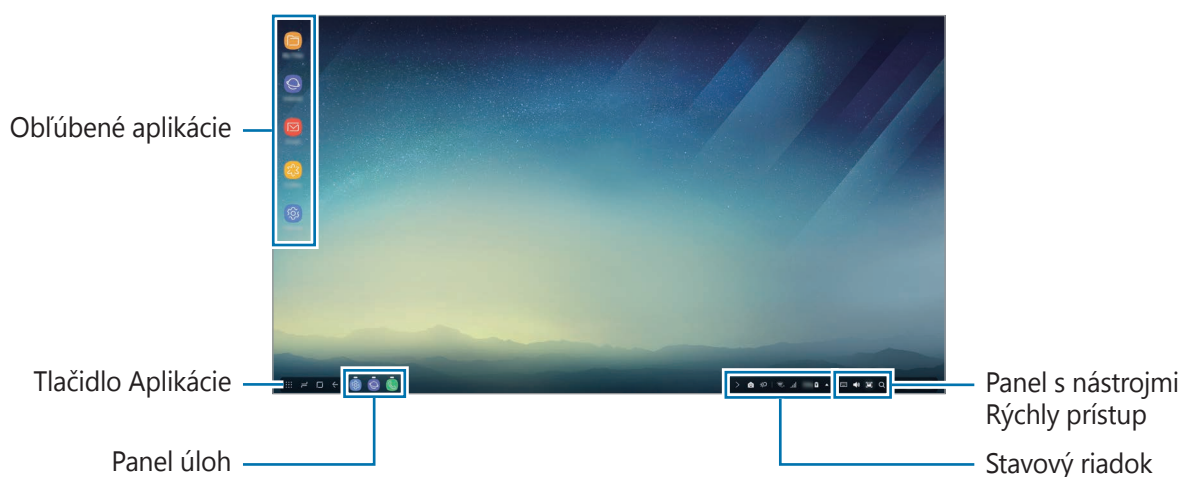 Obľúbené aplikácie
Tlačidlo Aplikácie
Panel úloh
Panel s nástrojmi
Rýchly prístup
Stavový riadok